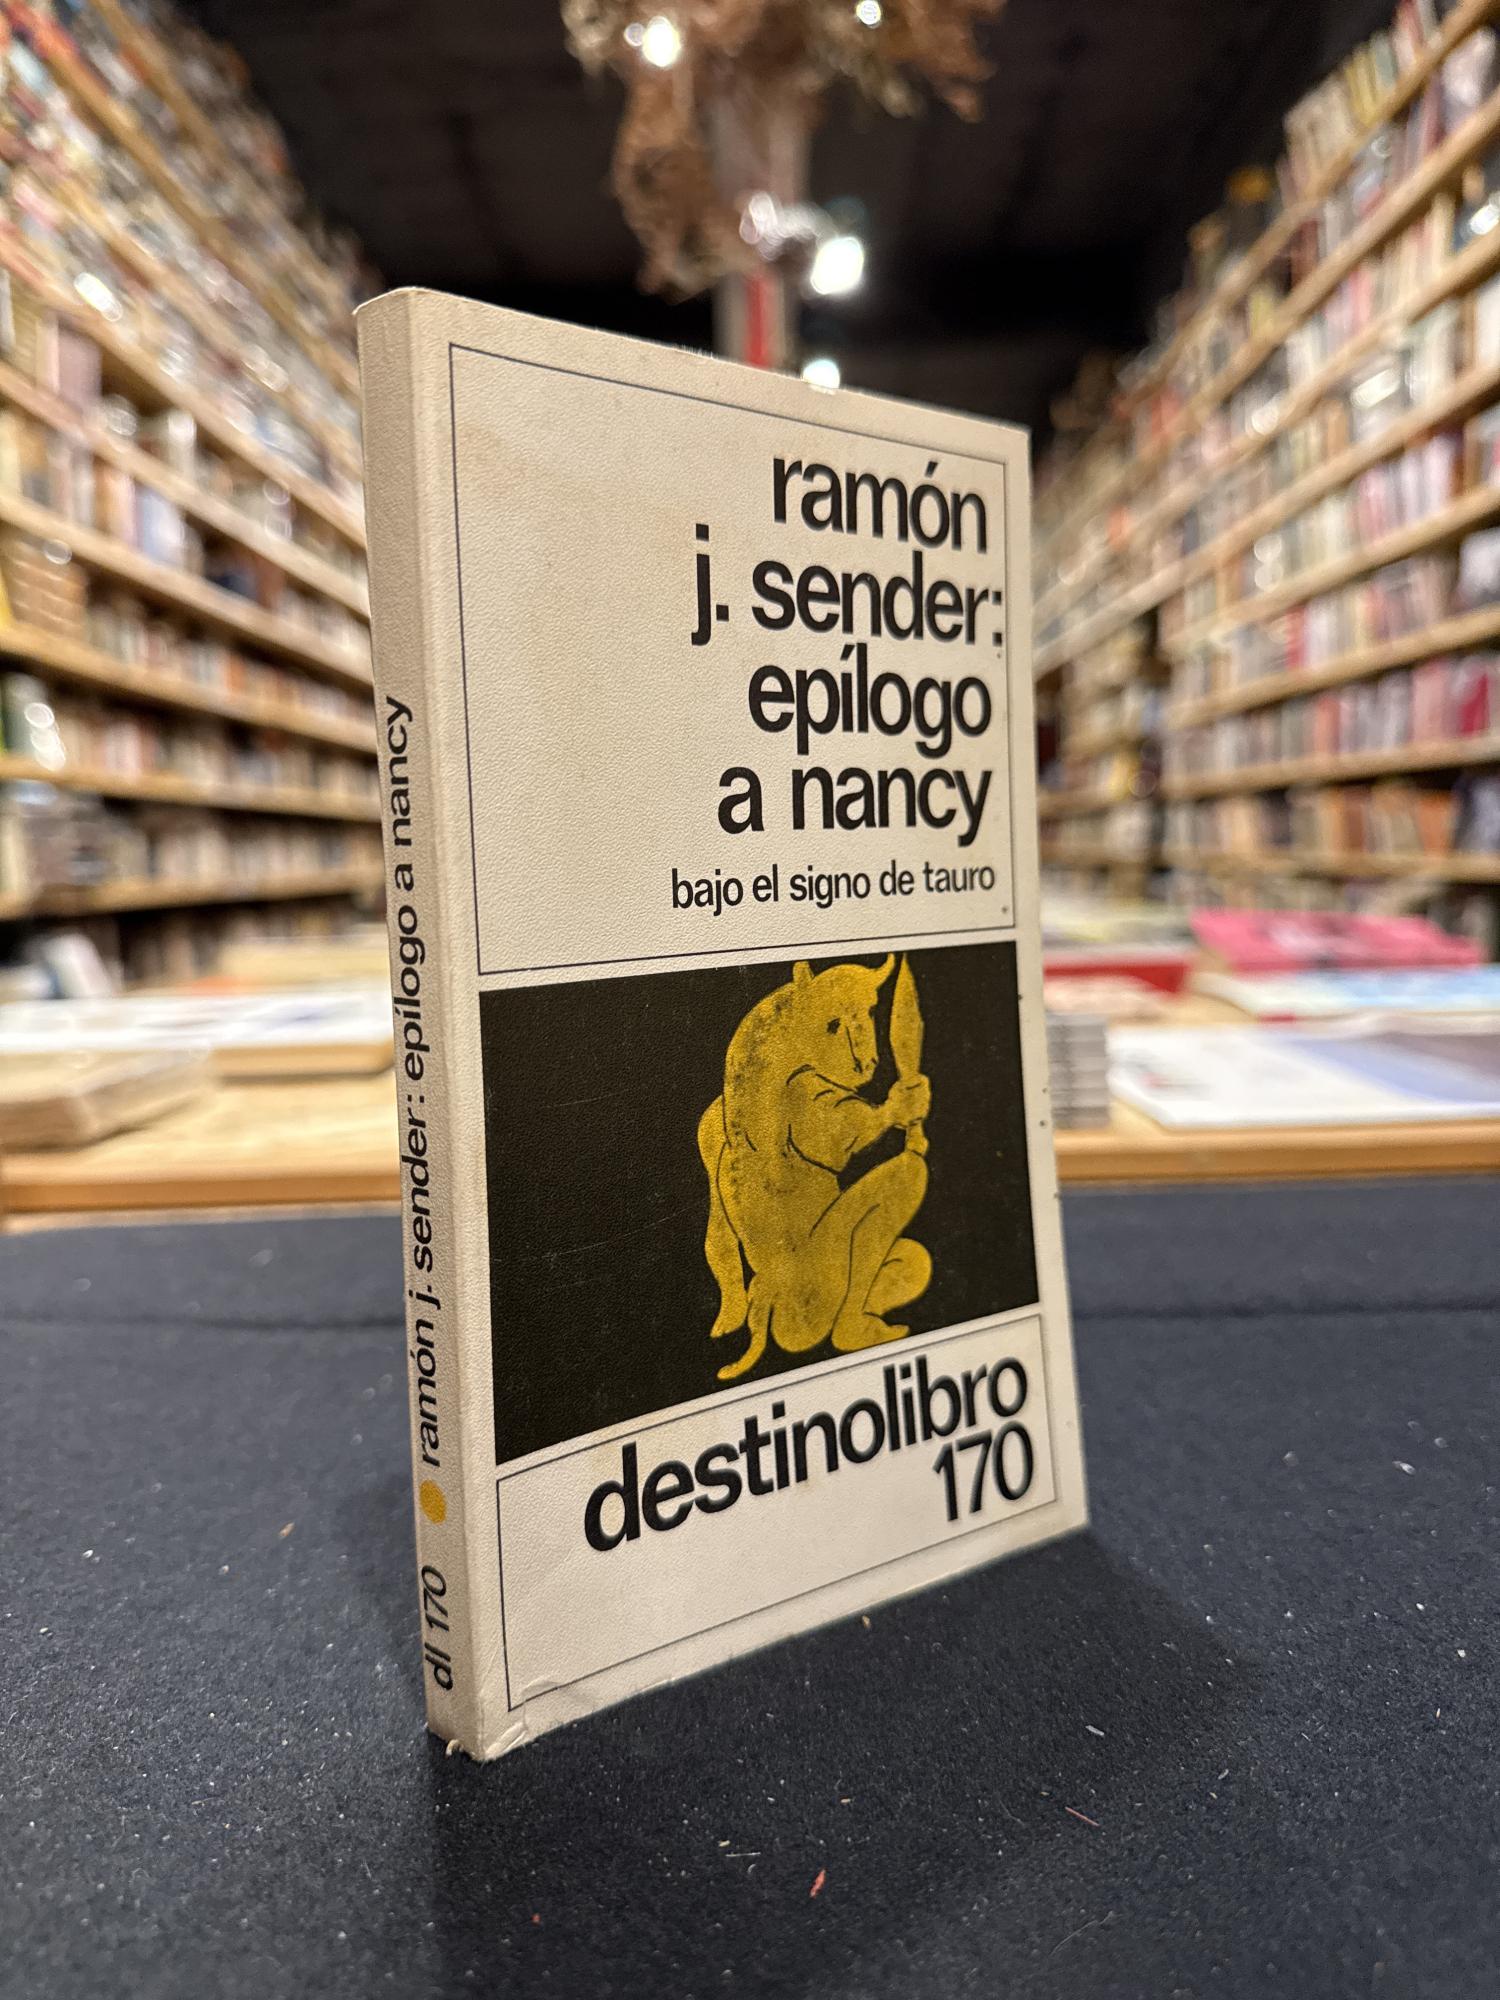 ramón
j. sender:
epílogo
a nancy
bajo el signo de tauro
destinolibro
170
dl 170 ramón j. sender: epílogo a nancy